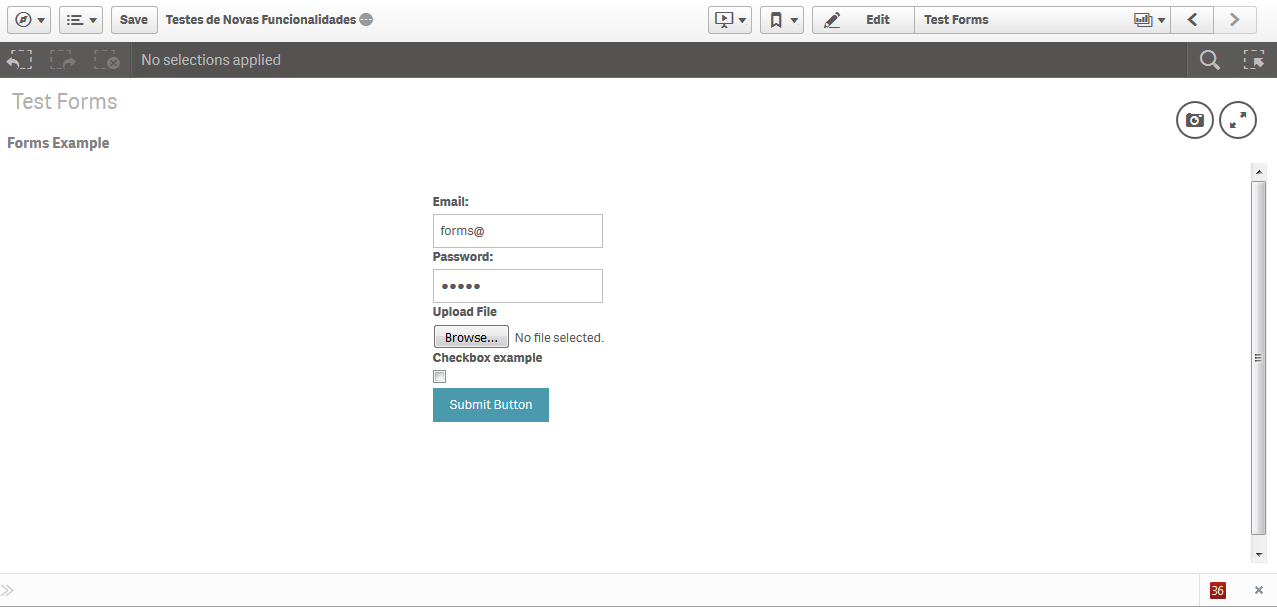 Save Testes de Novas Funcionalidades Edit Test Forms
No selections applied
Test Forms
Forms Example
Email:
forms@
Password:
●●●●●
Upload File
Browse... No file selected.
Checkbox example
Submit Button
36